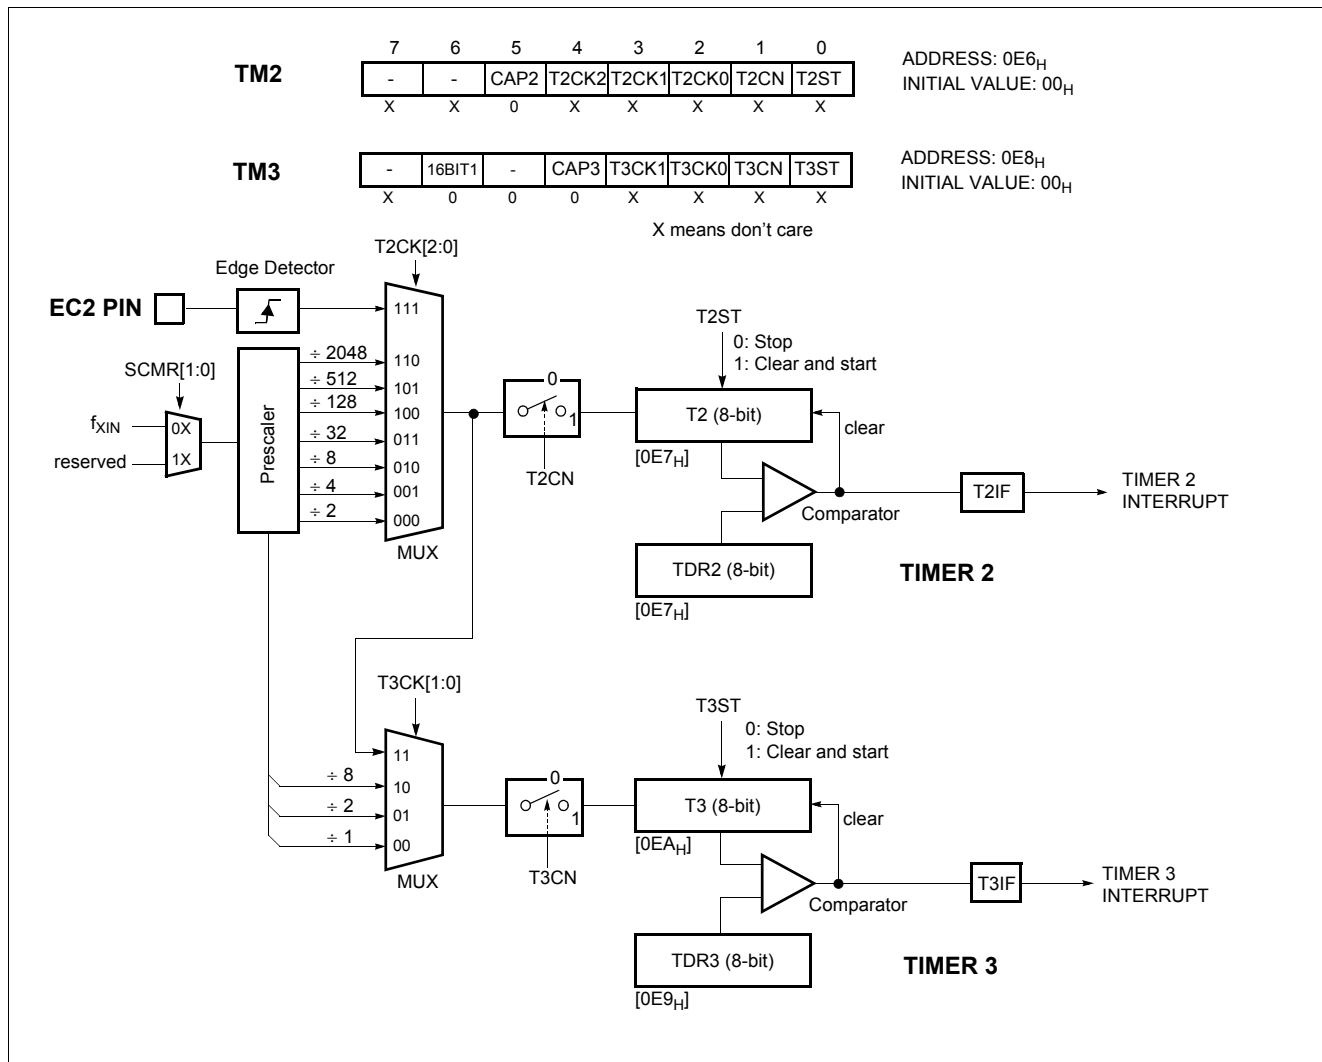 7 6 5 4 3 2 1 0
TM2
- - CAP2 T2CK2 T2CK1 T2CK0 T2CN T2ST
X X 0 X X X X X
ADDRESS: 0E6H
INITIAL VALUE: 00H
TM3
- 16BIT1 - CAP3 T3CK1 T3CK0 T3CN T3ST
X 0 0 0 X X X X
ADDRESS: 0E8H
INITIAL VALUE: 00H
X means don't care
T2CK[2:0]
Edge Detector
EC2 PIN
111
SCMR[1:0]
fXIN
reserved
0X
1X
Prescaler
÷ 2048
÷ 512
÷ 128
÷ 32
÷ 8
÷ 4
÷ 2
110
101
100
011
010
001
000
MUX
0
1
T2CN
T2ST
0: Stop
1: Clear and start
T2 (8-bit)
[0E7H]
clear
Comparator
TDR2 (8-bit)
[0E7H]
T2IF
TIMER 2
INTERRUPT
TIMER 2
T3CK[1:0]
11
÷ 8
÷ 2
÷ 1
10
01
00
MUX
0
1
T3CN
T3ST
0: Stop
1: Clear and start
T3 (8-bit)
[0EAH]
clear
Comparator
TDR3 (8-bit)
[0E9H]
T3IF
TIMER 3
INTERRUPT
TIMER 3